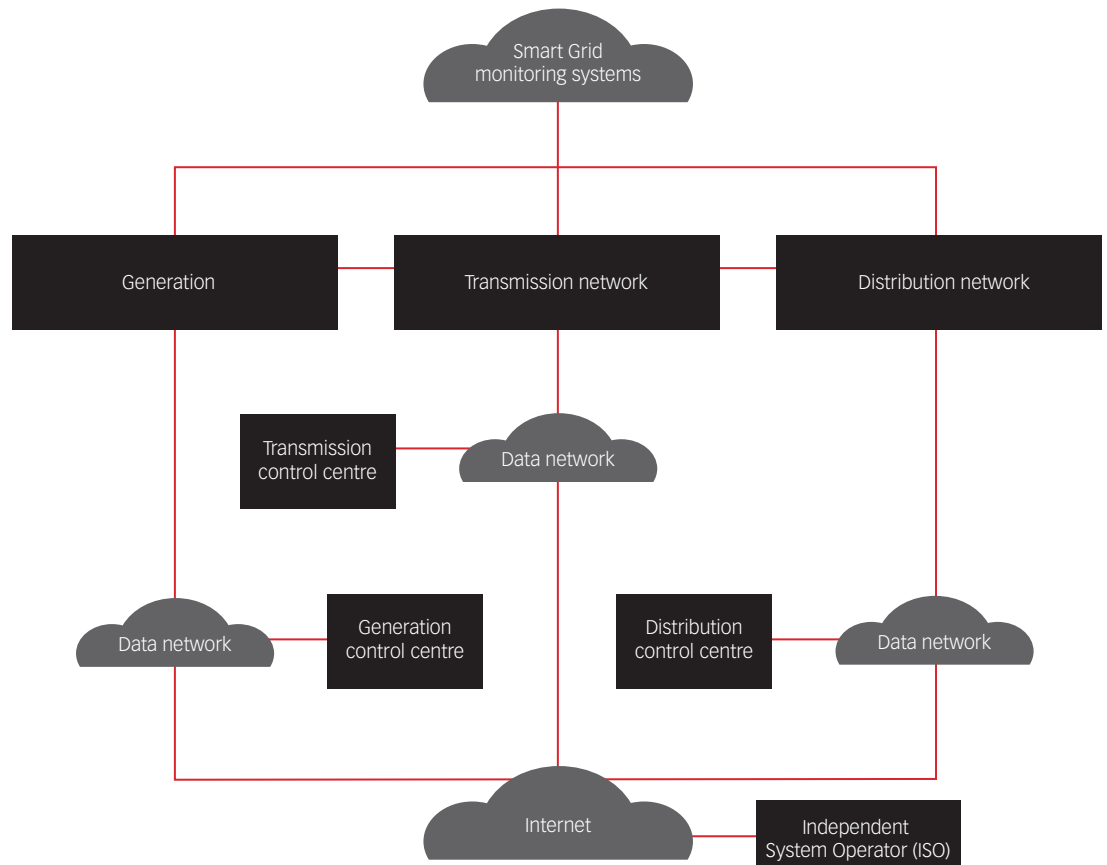 Smart Grid
monitoring systems
Generation
Transmission network
Distribution network
Transmission
control centre
Data network
Data network
Generation
control centre
Distribution
control centre
Data network
Internet
Independent
System Operator (ISO)